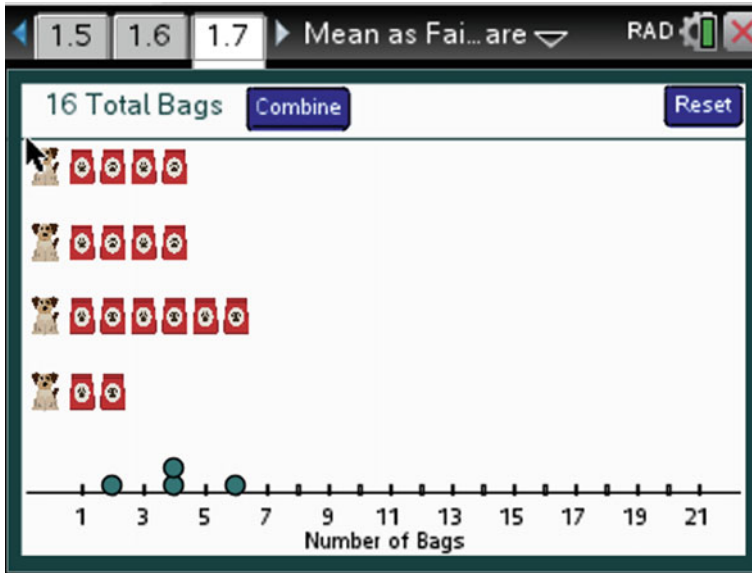 1.5 1.6 1.7 Mean as Fai...are RAD
16 Total Bags Combine Reset
1 3 5 7 9 11 13 15 17 19 21
Number of Bags